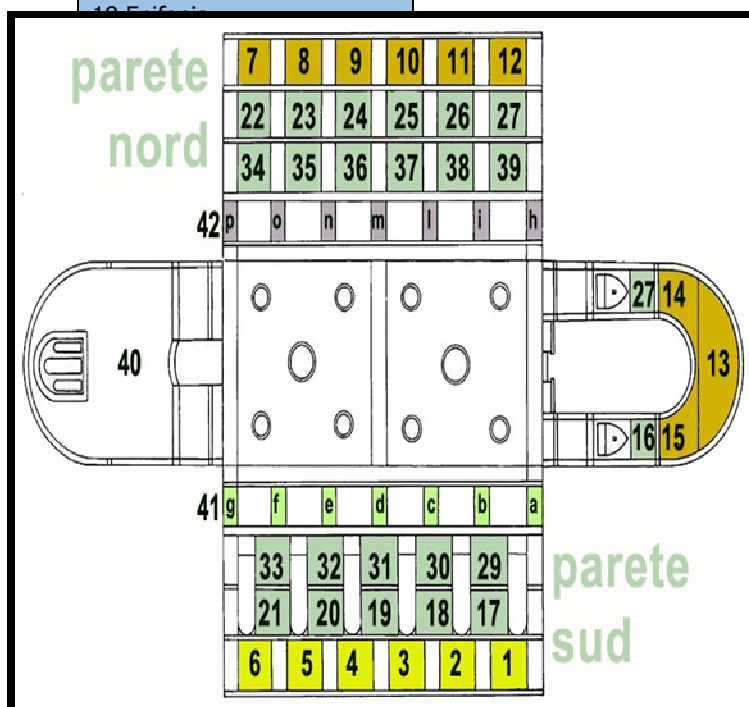 parete
nord
7 8 9 10 11 12
22 23 24 25 26 27
34 35 36 37 38 39
42 p o n m l i h
27 14
40
13
16 15
41 g f e d c b a
33 32 31 30 29
21 20 19 18 17
6 5 4 3 2 1
parete
sud